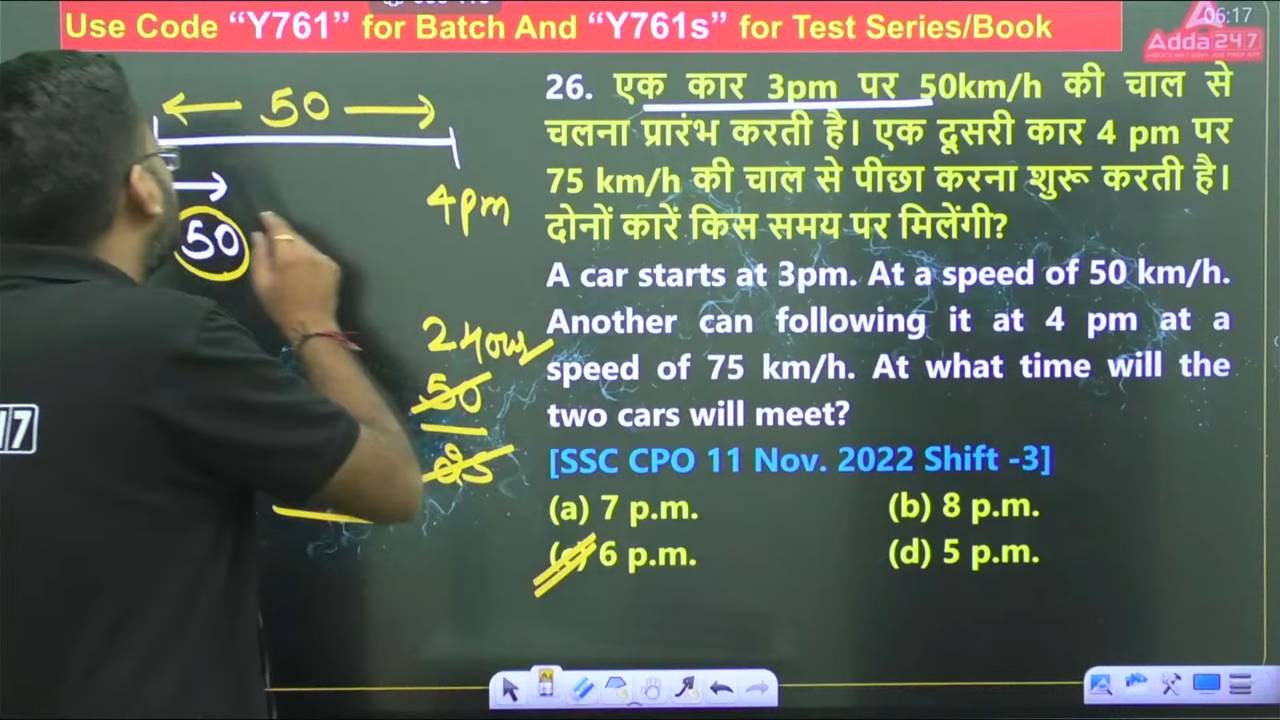 06:17
Use Code “Y761” for Batch And “Y761s” for Test Series/Book
Adda247
50
4pm
50
2 Hours
50
25
17
26. एक कार 3pm पर 50km/h की चाल से
चलना प्रारंभ करती है। एक दूसरी कार 4 pm पर
75 km/h की चाल से पीछा करना शुरू करती है।
दोनों कारें किस समय पर मिलेंगी?
A car starts at 3pm. At a speed of 50 km/h.
Another can following it at 4 pm at a
speed of 75 km/h. At what time will the
two cars will meet?
[SSC CPO 11 Nov. 2022 Shift -3]
(a) 7 p.m. (b) 8 p.m.
(c) 6 p.m. (d) 5 p.m.